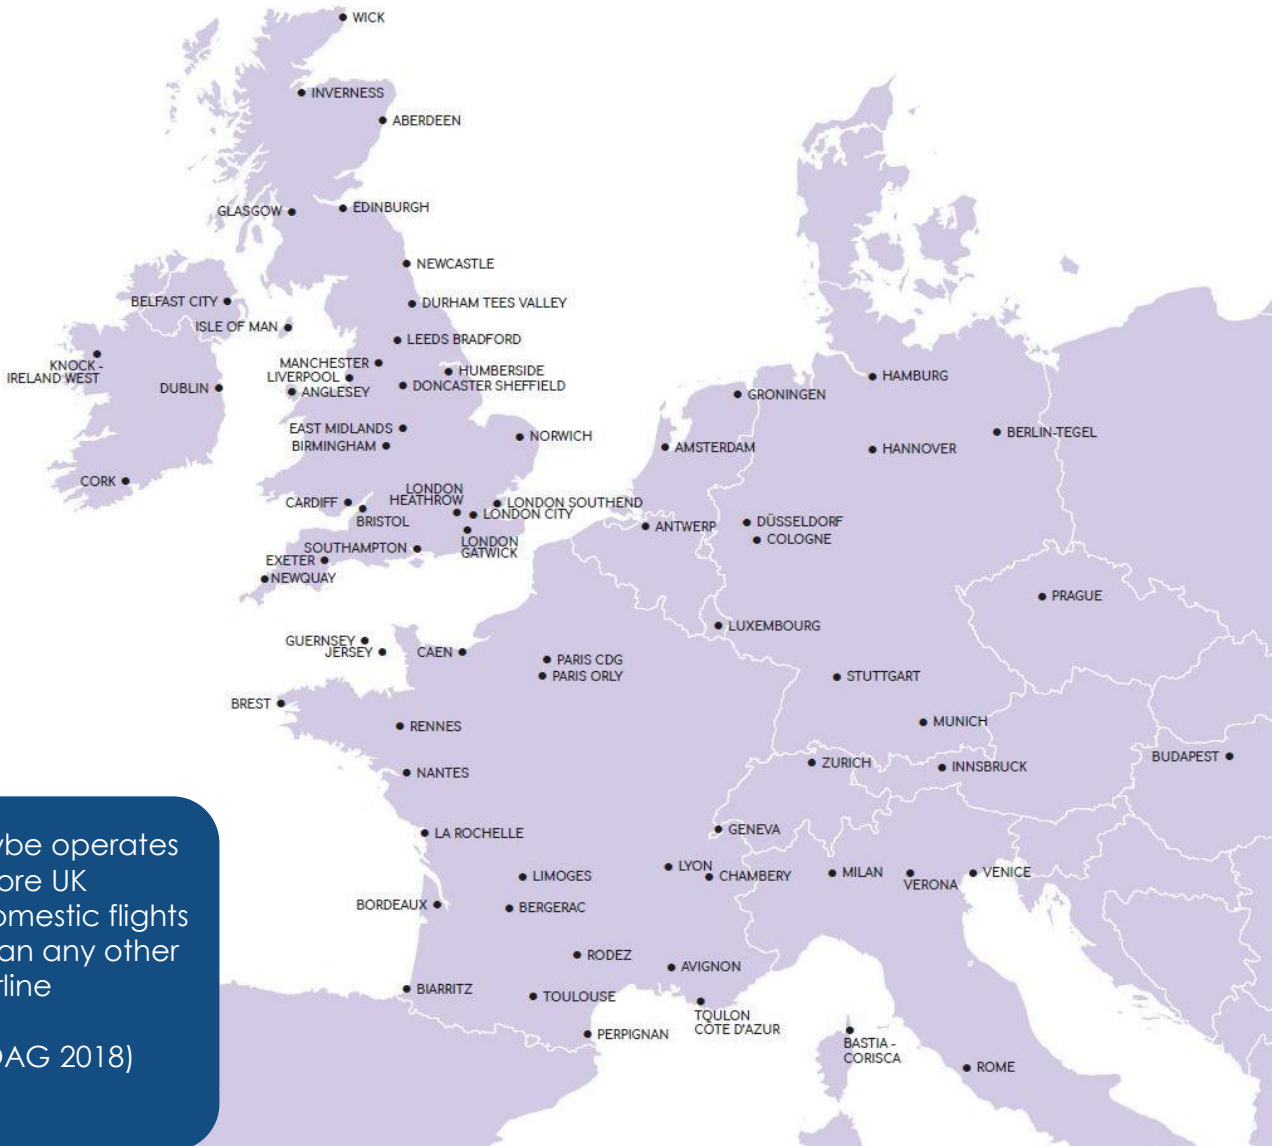 WICK
INVERNESS
ABERDEEN
GLASGOW
EDINBURGH
NEWCASTLE
BELFAST CITY
DURHAM TEES VALLEY
ISLE OF MAN
LEEDS BRADFORD
KNOCK -
IRELAND WEST
MANCHESTER
HUMBERSIDE
LIVERPOOL
DONCASTER SHEFFIELD
DUBLIN
ANGLESEY
HAMBURG
GRONINGEN
EAST MIDLANDS
NORWICH
BERLIN-TEGEL
BIRMINGHAM
AMSTERDAM
HANNOVER
CORK
LONDON
HEATHROW
CARDIFF
LONDON SOUTHEND
BRISTOL
LONDON CITY
ANTWERP
DÜSSELDORF
COLOGNE
LONDON
GATWICK
SOUTHAMPTON
EXETER
NEWQUAY
PRAGUE
LUXEMBOURG
GUERNSEY
JERSEY
CAEN
PARIS CDG
PARIS ORLY
STUTTGART
BREST
RENNES
MUNICH
BUDAPEST
NANTES
ZURICH
INNSBRUCK
LA ROCHELLE
GENEVA
LYON
CHAMBERY
MILAN
VERONA
VENICE
LIMOGES
BORDEAUX
BERGERAC
RODEZ
AVIGNON
BIARRITZ
TOULOUSE
TOULON
CÔTE D'AZUR
PERPIGNAN
BASTIA -
CORISCA
ROME
ybe operates
ore UK
omestic flights
an any other
rline
OAG 2018)